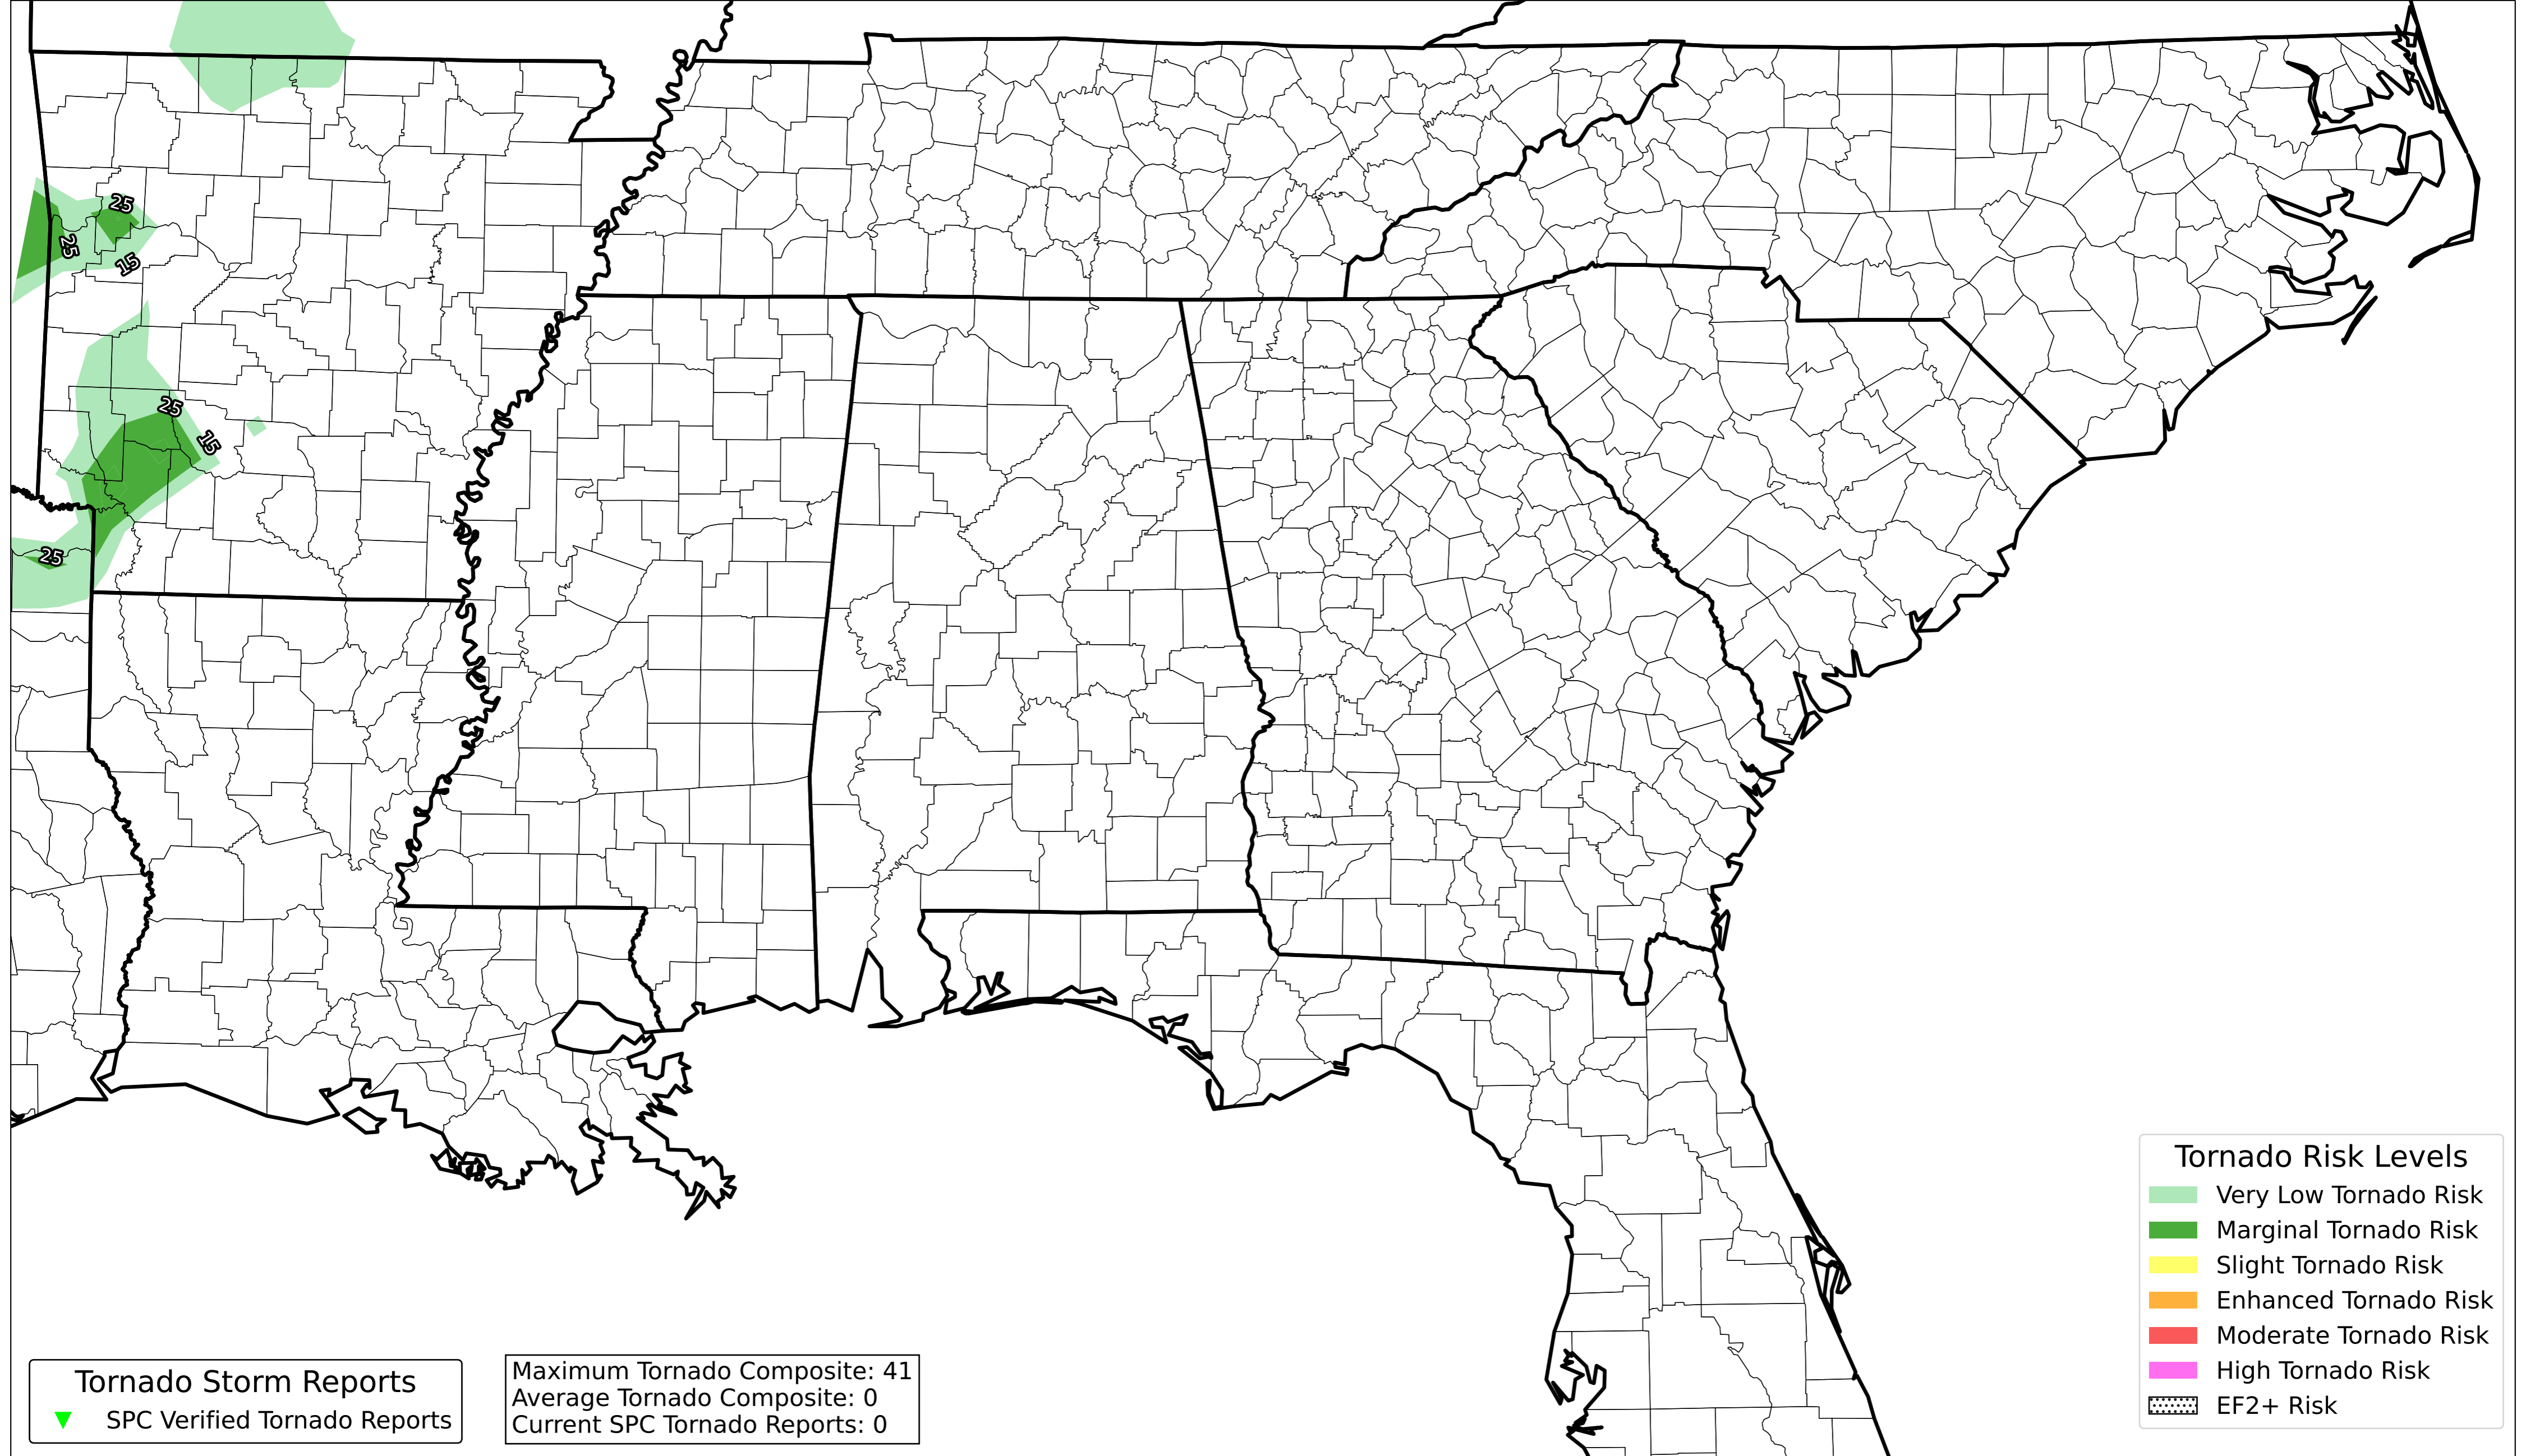 25
25
15
25
15
25
Tornado Storm Reports
SPC Verified Tornado Reports
Maximum Tornado Composite: 41
Average Tornado Composite: 0
Current SPC Tornado Reports: 0
Tornado Risk Levels
Very Low Tornado Risk
Marginal Tornado Risk
Slight Tornado Risk
Enhanced Tornado Risk
Moderate Tornado Risk
High Tornado Risk
EF2+ Risk